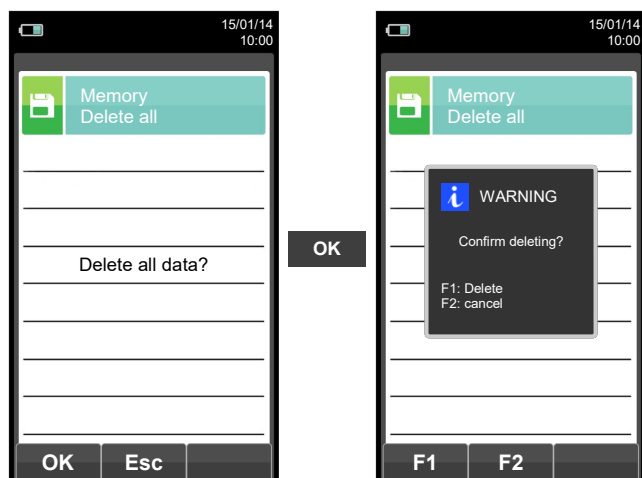 15/01/14
10:00
Memory
Delete all
Delete all data?
OK Esc
OK
15/01/14
10:00
Memory
Delete all
i WARNING
Confirm deleting?
F1: Delete
F2: cancel
F1 F2